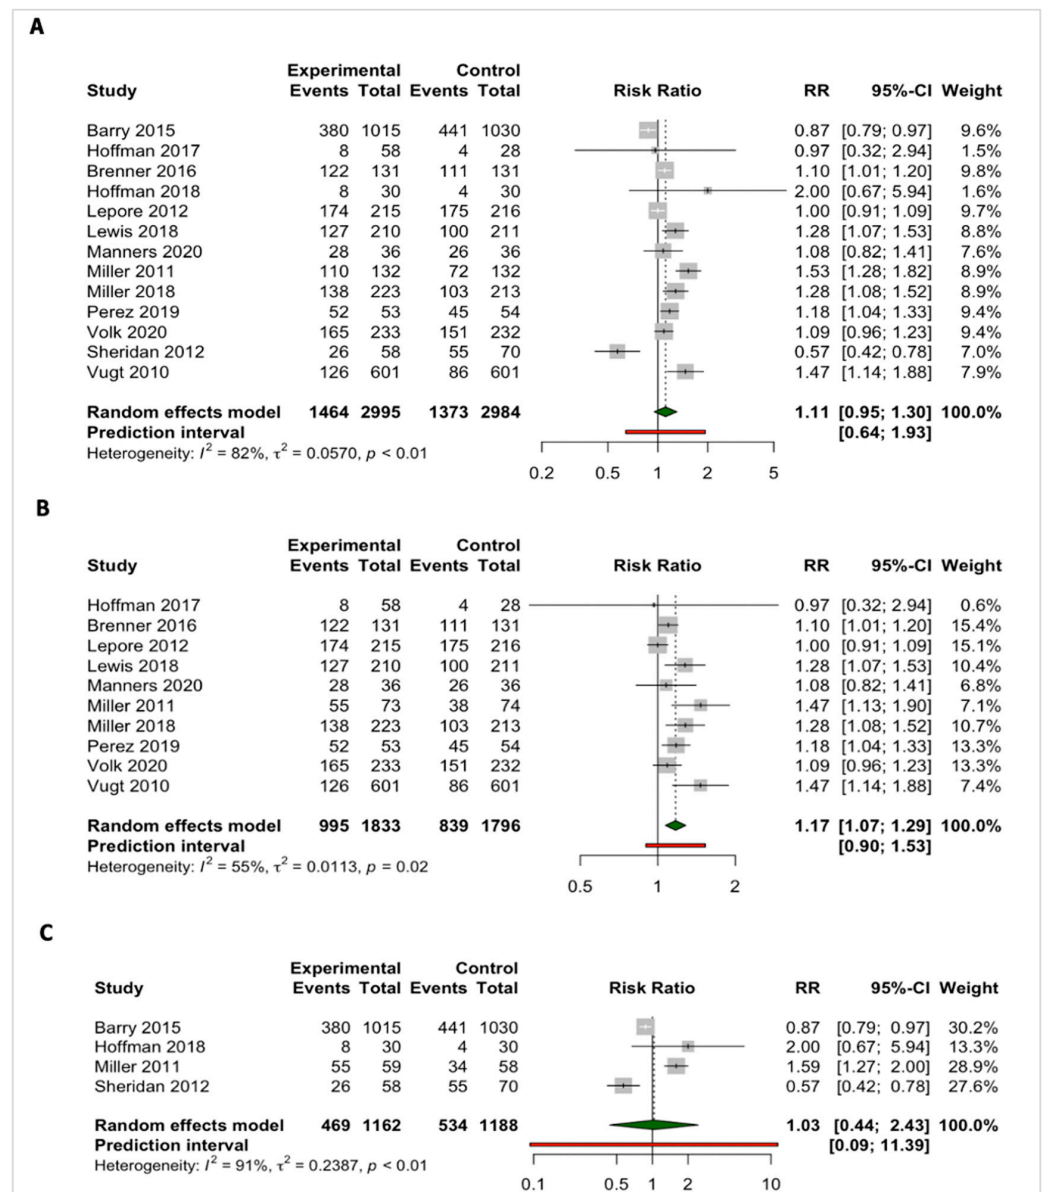 A
Experimental Control
Study Events Total Events Total Risk Ratio RR 95%-CI Weight
Barry 2015 380 1015 441 1030 0.87 [0.79; 0.97] 9.6%
Hoffman 2017 8 58 4 28 0.97 [0.32; 2.94] 1.5%
Brenner 2016 122 131 111 131 1.10 [1.01; 1.20] 9.8%
Hoffman 2018 8 30 4 30 2.00 [0.67; 5.94] 1.6%
Lepore 2012 174 215 175 216 1.00 [0.91; 1.09] 9.7%
Lewis 2018 127 210 100 211 1.28 [1.07; 1.53] 8.8%
Manners 2020 28 36 26 36 1.08 [0.82; 1.41] 7.6%
Miller 2011 110 132 72 132 1.53 [1.28; 1.82] 8.9%
Miller 2018 138 223 103 213 1.28 [1.08; 1.52] 8.9%
Perez 2019 52 53 45 54 1.18 [1.04; 1.33] 9.4%
Volk 2020 165 233 151 232 1.09 [0.96; 1.23] 9.4%
Sheridan 2012 26 58 55 70 0.57 [0.42; 0.78] 7.0%
Vugt 2010 126 601 86 601 1.47 [1.14; 1.88] 7.9%
Random effects model 1464 2995 1373 2984 1.11 [0.95; 1.30] 100.0%
Prediction interval [0.64; 1.93]
Heterogeneity: I² = 82%, τ² = 0.0570, p < 0.01
0.2 0.5 1 2 5
B
Experimental Control
Study Events Total Events Total Risk Ratio RR 95%-CI Weight
Hoffman 2017 8 58 4 28 0.97 [0.32; 2.94] 0.6%
Brenner 2016 122 131 111 131 1.10 [1.01; 1.20] 15.4%
Lepore 2012 174 215 175 216 1.00 [0.91; 1.09] 15.1%
Lewis 2018 127 210 100 211 1.28 [1.07; 1.53] 10.4%
Manners 2020 28 36 26 36 1.08 [0.82; 1.41] 6.8%
Miller 2011 55 73 38 74 1.47 [1.13; 1.90] 7.1%
Miller 2018 138 223 103 213 1.28 [1.08; 1.52] 10.7%
Perez 2019 52 53 45 54 1.18 [1.04; 1.33] 13.3%
Volk 2020 165 233 151 232 1.09 [0.96; 1.23] 13.3%
Vugt 2010 126 601 86 601 1.47 [1.14; 1.88] 7.4%
Random effects model 995 1833 839 1796 1.17 [1.07; 1.29] 100.0%
Prediction interval [0.90; 1.53]
Heterogeneity: I² = 55%, τ² = 0.0113, p = 0.02
0.5 1 2
C
Experimental Control
Study Events Total Events Total Risk Ratio RR 95%-CI Weight
Barry 2015 380 1015 441 1030 0.87 [0.79; 0.97] 30.2%
Hoffman 2018 8 30 4 30 2.00 [0.67; 5.94] 13.3%
Miller 2011 55 59 34 58 1.59 [1.27; 2.00] 28.9%
Sheridan 2012 26 58 55 70 0.57 [0.42; 0.78] 27.6%
Random effects model 469 1162 534 1188 1.03 [0.44; 2.43] 100.0%
Prediction interval [0.09; 11.39]
Heterogeneity: I² = 91%, τ² = 0.2387, p < 0.01
0.1 0.5 1 2 10